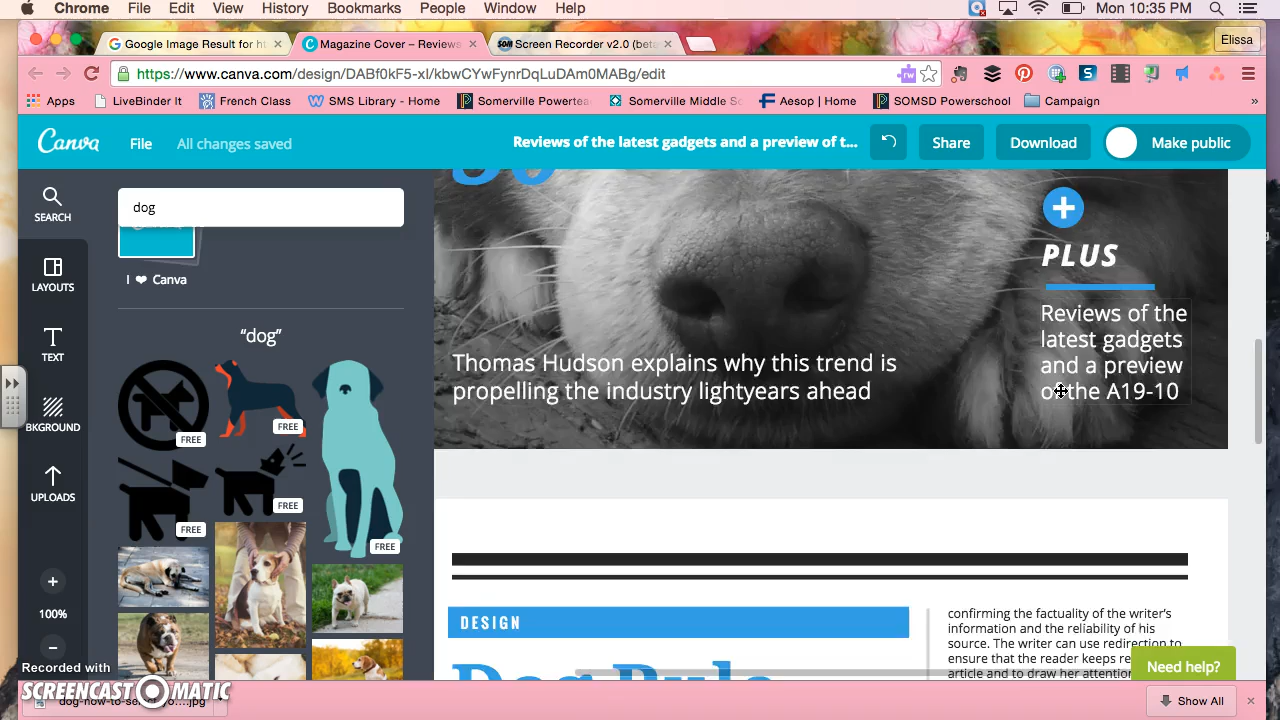 Chrome File Edit View History Bookmarks People Window Help Mon 10:35 PM
Google Image Result for ht Magazine Cover – Reviews Screen Recorder v2.0 (beta Elissa
https://www.canva.com/design/DABf0kF5-xI/kbwCYwFynrDqLuDAm0MABg/edit
Apps LiveBinder It French Class SMS Library - Home Somerville Powertea Somerville Middle Sc Aesop | Home SOMSD Powerschool Campaign »
Canva File All changes saved Reviews of the latest gadgets and a preview of t... Share Download Make public
SEARCH
LAYOUTS
TEXT
BKGROUND
UPLOADS
100%
dog
I ❤ Canva
“dog”
FREE
FREE
FREE
FREE
FREE
PLUS
Reviews of the
latest gadgets
and a preview
of the A19-10
Thomas Hudson explains why this trend is
propelling the industry lightyears ahead
DESIGN
Dog Rule
confirming the factuality of the writer's
information and the reliability of his
source. The writer can use redirection to
ensure that the reader keeps re
article and to draw her attention
Need help?
Recorded with
SCREENCAST MATIC
Show All